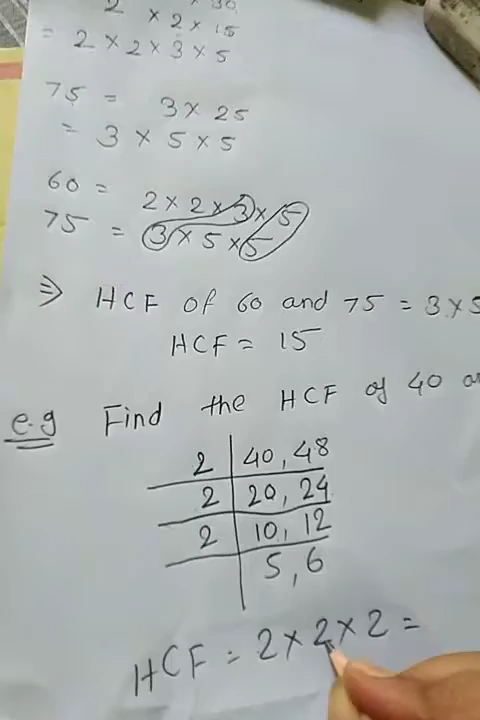 2 × 30
2 × 2 × 15
= 2 × 2 × 3 × 5
75 = 3 × 25
= 3 × 5 × 5
60 = 2 × 2 × 3 × 5
75 = 3 × 5 × 5
⇒ HCF of 60 and 75 = 3 × 5
HCF = 15
e.g Find the HCF of 40
2 | 40, 48
2 | 20, 24
2 | 10, 12
5, 6
HCF = 2 × 2 × 2 =